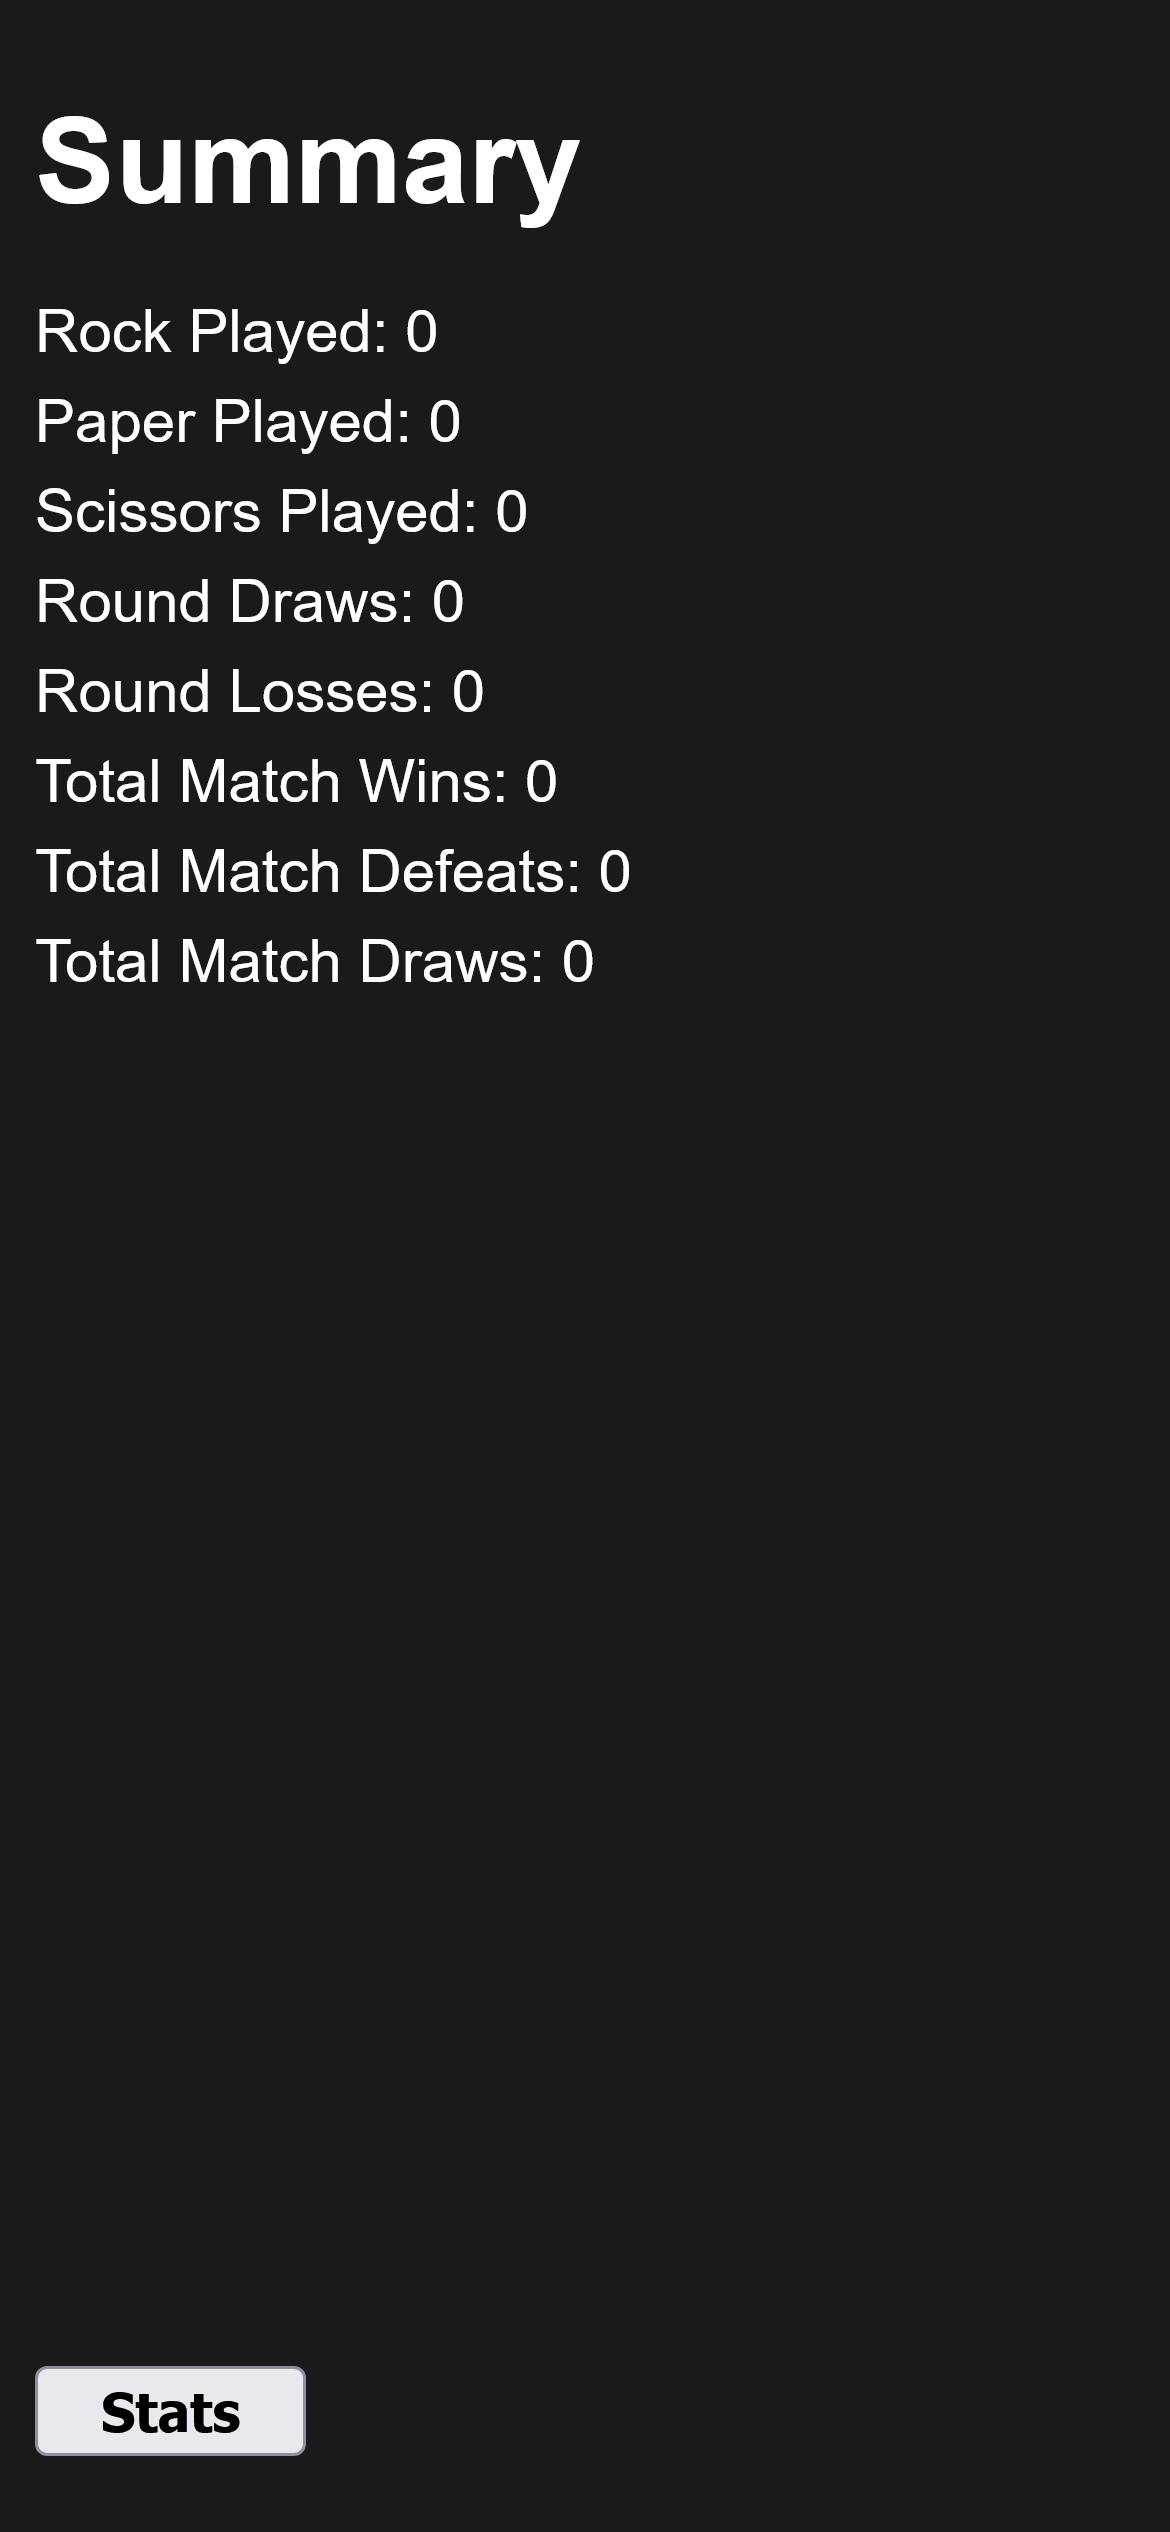 Summary
Rock Played: 0
Paper Played: 0
Scissors Played: 0
Round Draws: 0
Round Losses: 0
Total Match Wins: 0
Total Match Defeats: 0
Total Match Draws: 0
Stats